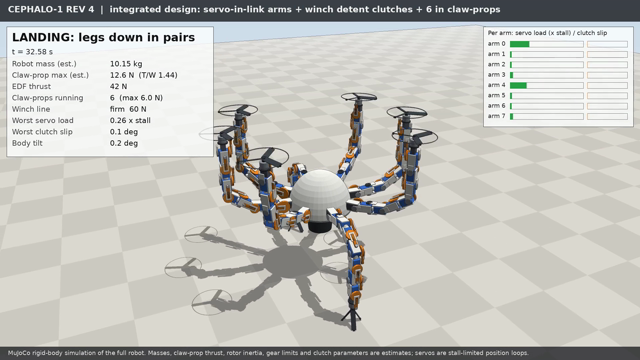 CEPHALO-1 REV 4 | integrated design: servo-in-link arms + winch detent clutches + 6 in claw-props
LANDING: legs down in pairs
t = 32.58 s
Robot mass (est.) 10.15 kg
Claw-prop max (est.) 12.6 N (T/W 1.44)
EDF thrust 42 N
Claw-props running 6 (max 6.0 N)
Winch line firm 60 N
Worst servo load 0.26 x stall
Worst clutch slip 0.1 deg
Body tilt 0.2 deg
Per arm: servo load (x stall) / clutch slip
arm 0
arm 1
arm 2
arm 3
arm 4
arm 5
arm 6
arm 7
MuJoCo rigid-body simulation of the full robot. Masses, claw-prop thrust, rotor inertia, gear limits and clutch parameters are estimates; servos are stall-limited position loops.